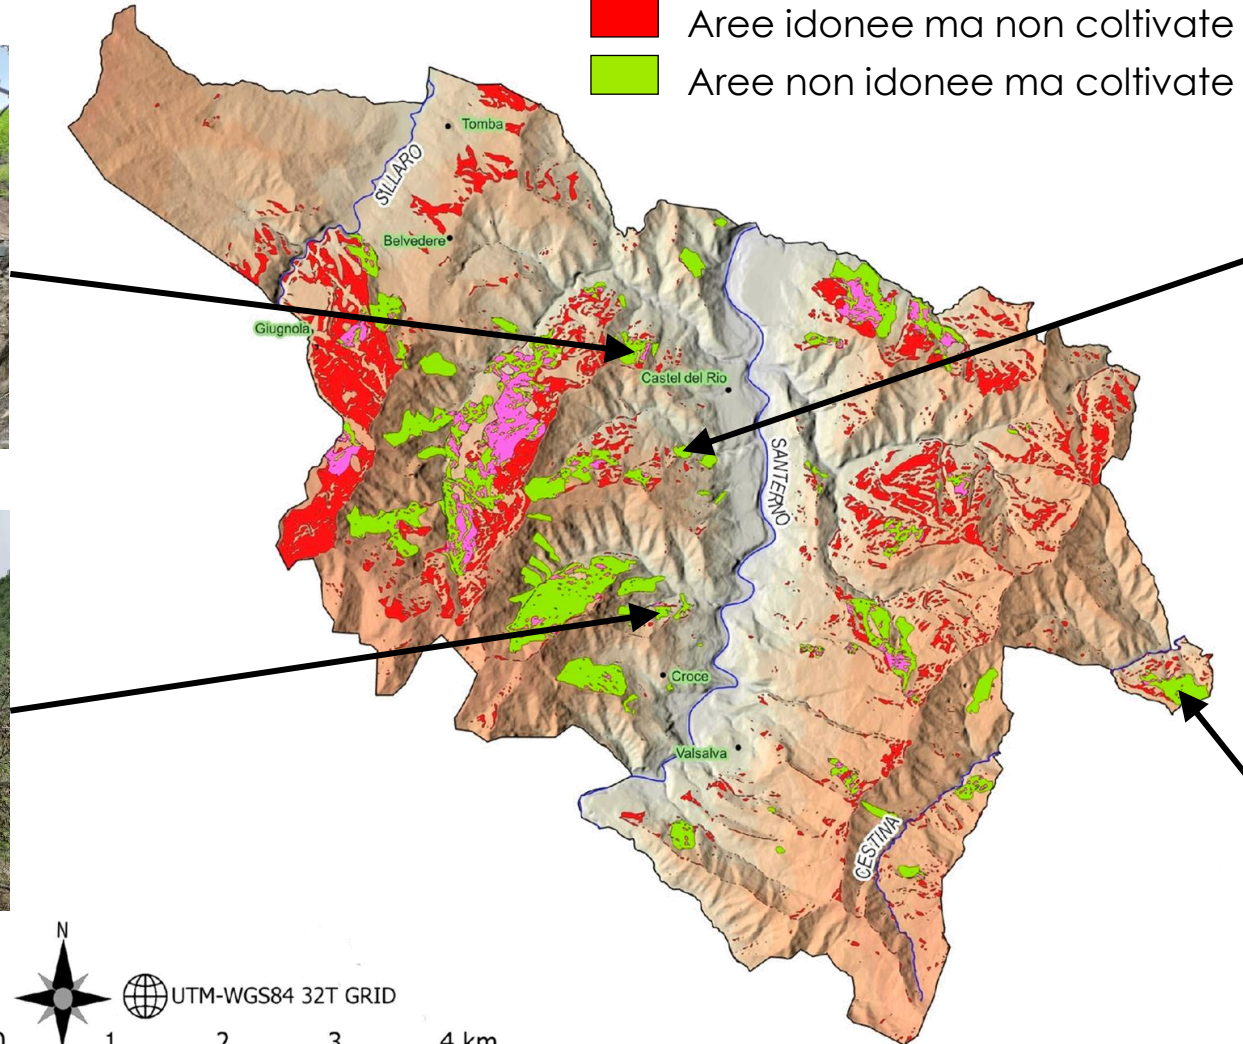 Aree idonee ma non coltivate
Aree non idonee ma coltivate
Tomba
SILLARO
Belvedere
Giugnola
Castel del Rio
SANTERNO
Croce
Valsalva
CESTINA
N
UTM-WGS84 32T GRID
0 1 2 3 4 km